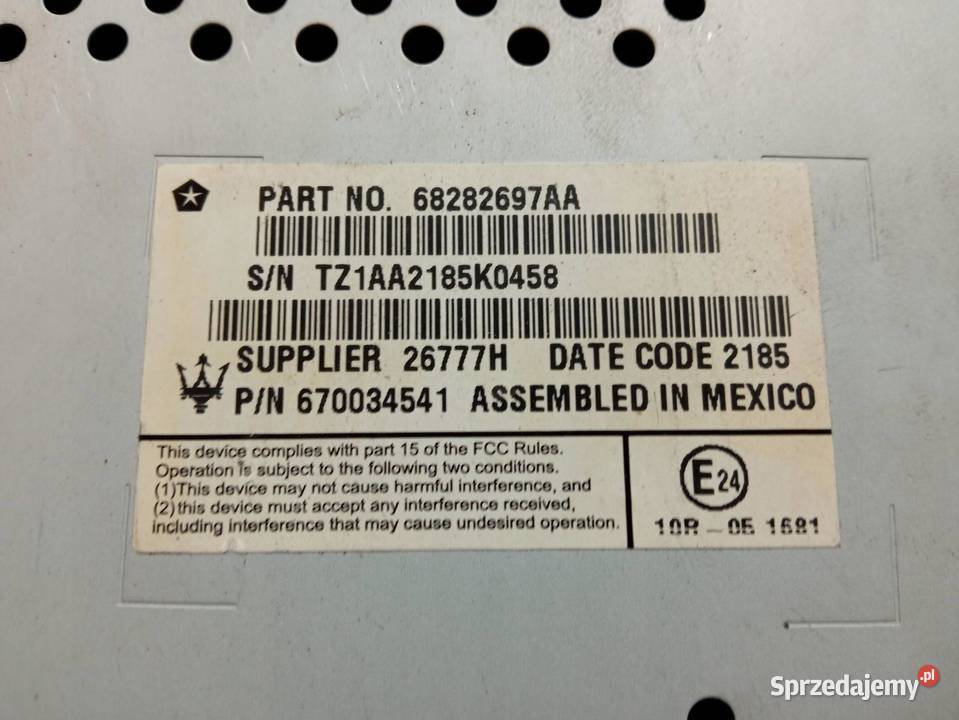 PART NO. 68282697AA
S/N TZ1AA2185K0458
SUPPLIER 26777H DATE CODE 2185
P/N 670034541 ASSEMBLED IN MEXICO
This device complies with part 15 of the FCC Rules.
Operation is subject to the following two conditions.
(1)This device may not cause harmful interference, and
(2)this device must accept any interference received,
including interference that may cause undesired operation.
E24
10R - 05 1681
Sprzedajemy.pl